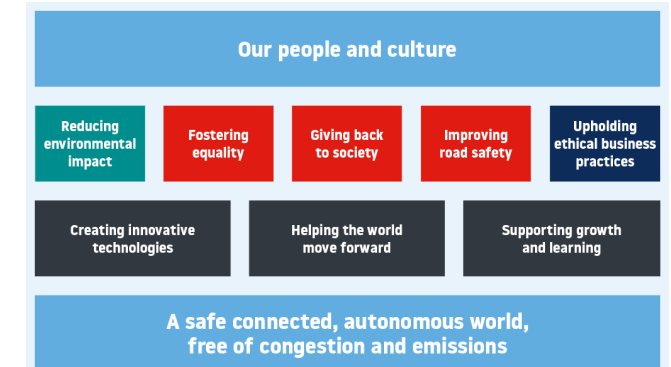 Our people and culture
Reducing
environmental
impact
Fostering
equality
Giving back
to society
Improving
road safety
Upholding
ethical business
practices
Creating innovative
technologies
Helping the world
move forward
Supporting growth
and learning
A safe connected, autonomous world,
free of congestion and emissions